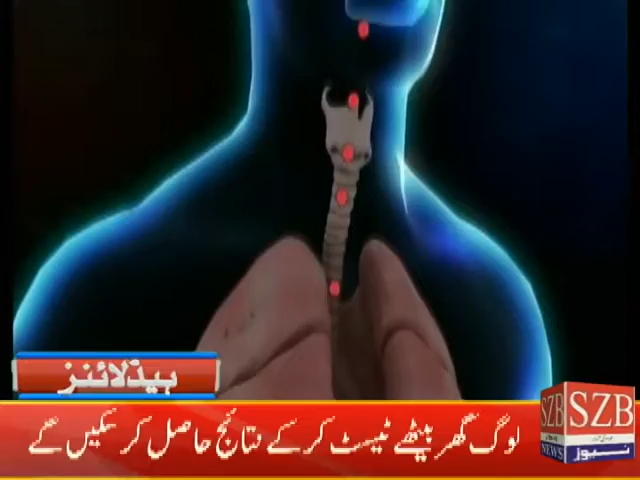 ہیڈلائنز
لوگ گھر بیٹھے ٹیسٹ کر کے نتائج حاصل کر سکیں گے
SZB
SZB
NEWS
نیوز